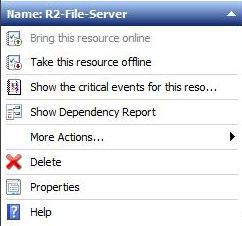 Name: R2-File-Server
Bring this resource online
Take this resource offline
Show the critical events for this reso...
Show Dependency Report
More Actions...
Delete
Properties
Help